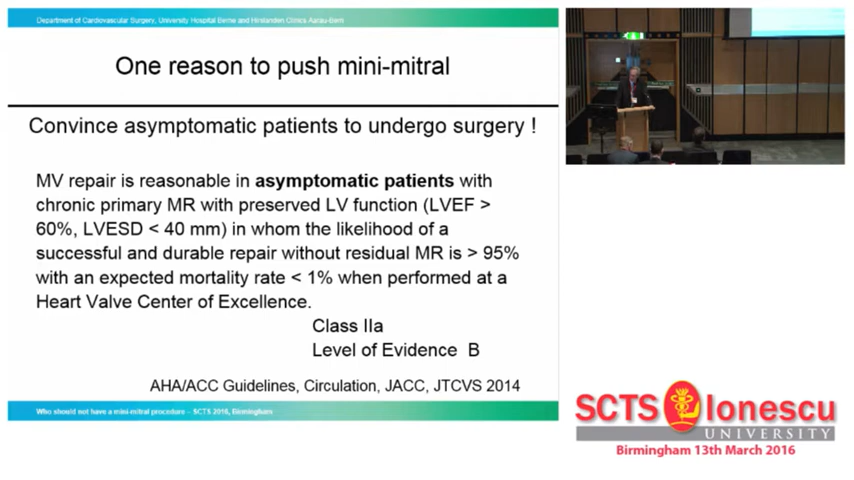 Department of Cardiovascular Surgery, University Hospital Berne and Hirslanden Clinics Aarau-Bern
One reason to push mini-mitral
Convince asymptomatic patients to undergo surgery !
MV repair is reasonable in asymptomatic patients with
chronic primary MR with preserved LV function (LVEF >
60%, LVESD < 40 mm) in whom the likelihood of a
successful and durable repair without residual MR is > 95%
with an expected mortality rate < 1% when performed at a
Heart Valve Center of Excellence.
Class IIa
Level of Evidence B
AHA/ACC Guidelines, Circulation, JACC, JTCVS 2014
Who should not have a mini-mitral procedure – SCTS 2016, Birmingham
SCTS Ionescu
UNIVERSITY
Birmingham 13th March 2016